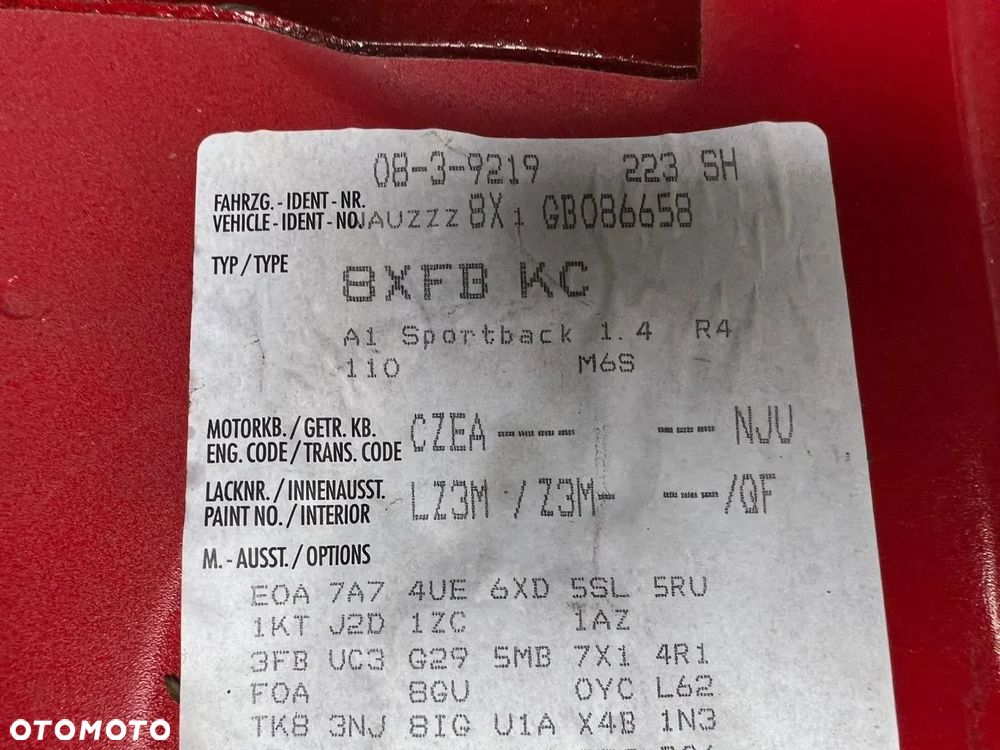 08-3-9219 223 SH
FAHRZG. - IDENT - NR.
VEHICLE - IDENT - NO. WAUZZZ 8X1 GB086658
TYP / TYPE
8XFB KC
A1 Sportback 1.4 R4
110 M6S
MOTORKB. / GETR. KB.
ENG. CODE / TRANS. CODE
CZEA---- --- NJU
LACKNR. / INNENAUSST.
PAINT NO. / INTERIOR
LZ3M / Z3M- ---/QF
M. - AUSST. / OPTIONS
E0A 7A7 4UE 6XD 5SL 5RU
1KT J2D 1ZC 1AZ
3FB UC3 G29 5MB 7X1 4R1
F0A 8GU 0YC L62
TK8 3NJ 8IG U1A X4B 1N3
OTOMOTO